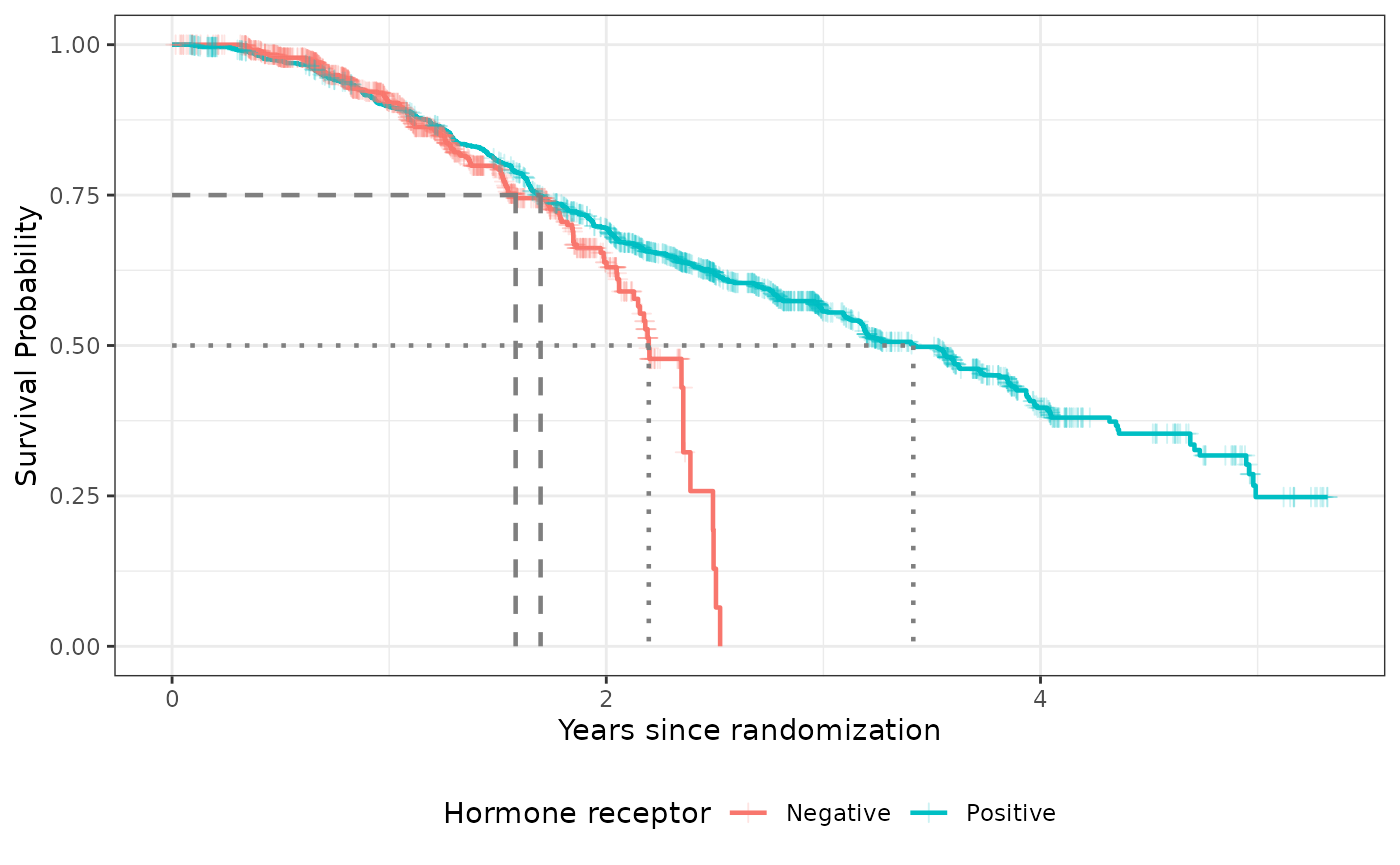 1.00
0.75
0.50
0.25
0.00
Survival Probability
0 2 4
Years since randomization
Hormone receptor Negative Positive